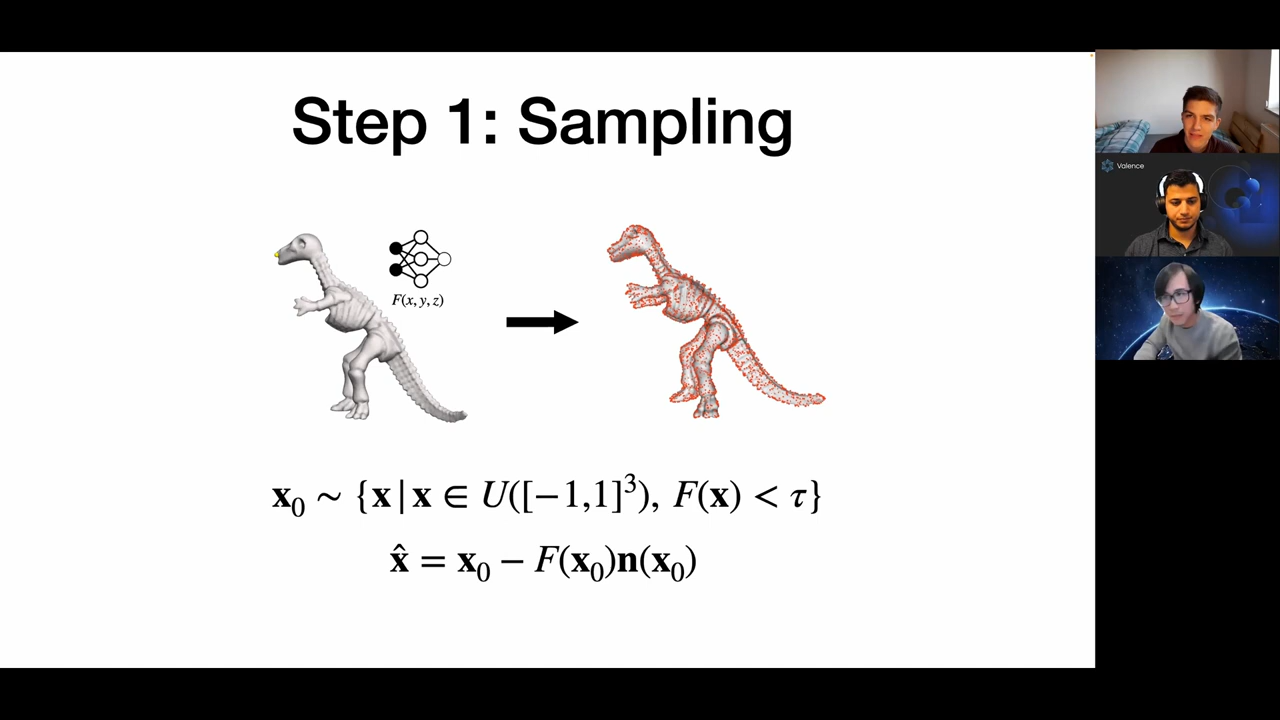 Step 1: Sampling
Valence
F(x, y, z)
x₀ ∼ {x | x ∈ U([−1,1]³), F(x) < τ}
x̂ = x₀ − F(x₀)n(x₀)